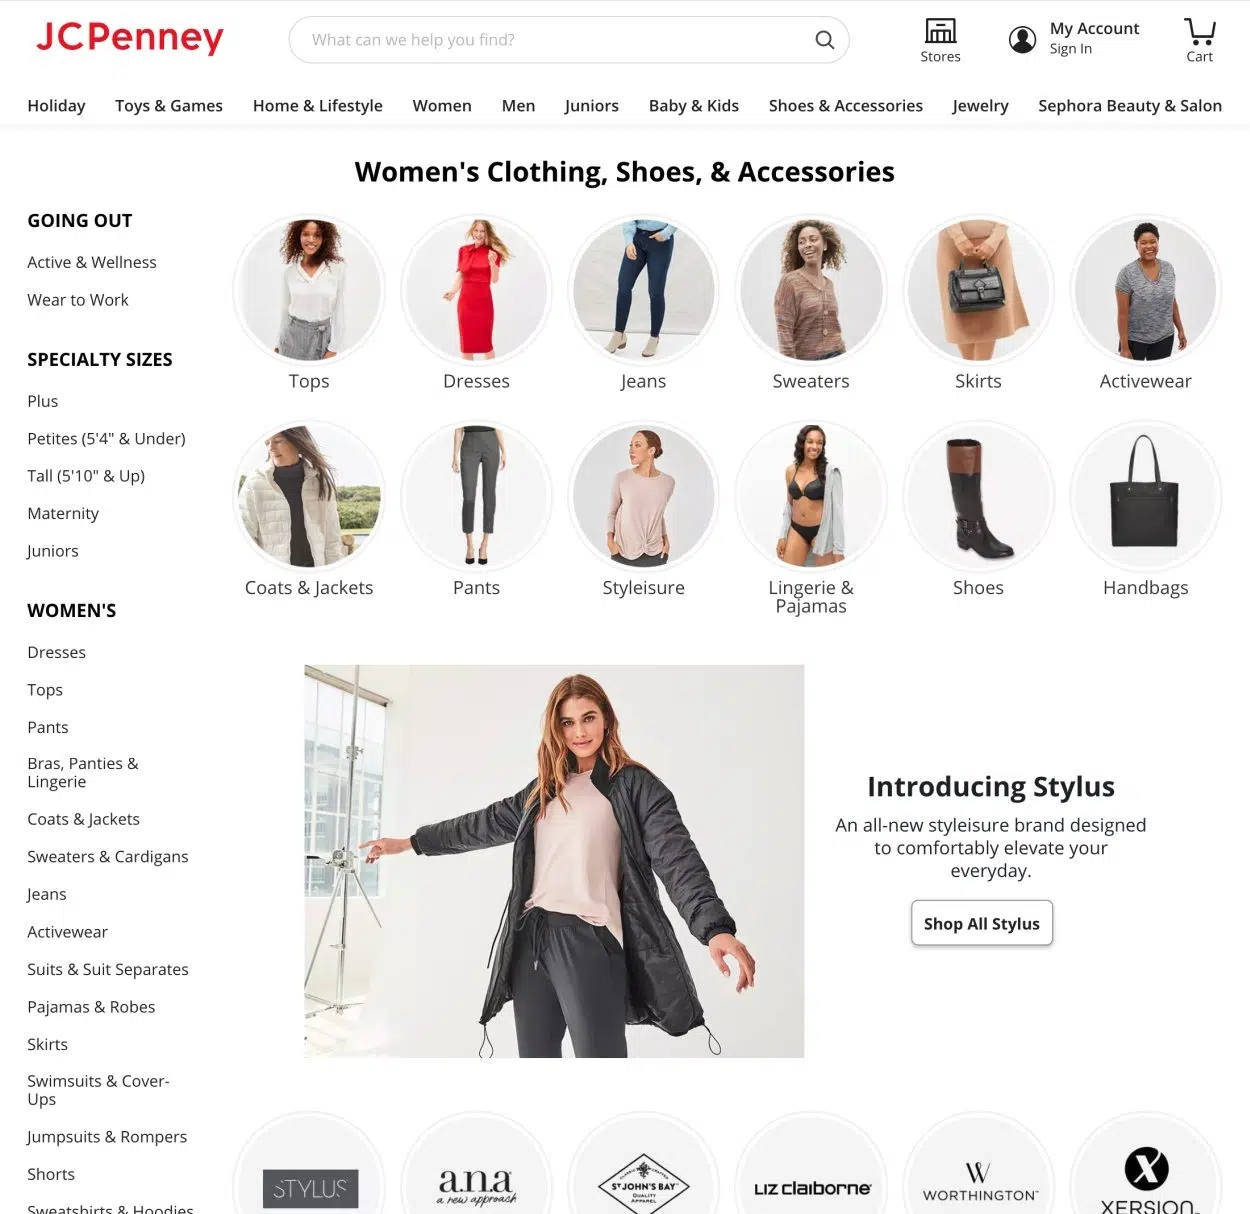 JCPenney
What can we help you find?
Stores
My Account
Sign In
Cart
Holiday
Toys & Games
Home & Lifestyle
Women
Men
Juniors
Baby & Kids
Shoes & Accessories
Jewelry
Sephora Beauty & Salon
Women's Clothing, Shoes, & Accessories
GOING OUT
Active & Wellness
Wear to Work
SPECIALTY SIZES
Plus
Petites (5'4" & Under)
Tall (5'10" & Up)
Maternity
Juniors
WOMEN'S
Dresses
Tops
Pants
Bras, Panties &
Lingerie
Coats & Jackets
Sweaters & Cardigans
Jeans
Activewear
Suits & Suit Separates
Pajamas & Robes
Skirts
Swimsuits & Cover-
Ups
Jumpsuits & Rompers
Shorts
Sweatshirts & Hoodies
Tops
Dresses
Jeans
Sweaters
Skirts
Activewear
Coats & Jackets
Pants
Styleisure
Lingerie &
Pajamas
Shoes
Handbags
Introducing Stylus
An all-new styleisure brand designed
to comfortably elevate your
everyday.
Shop All Stylus
STYLUS
a.n.a
a new approach
CLASSIC CRAFTED
ST JOHN'S BAY
QUALITY
APPAREL
LIZ claiborne
W
WORTHINGTON
X
XERSION